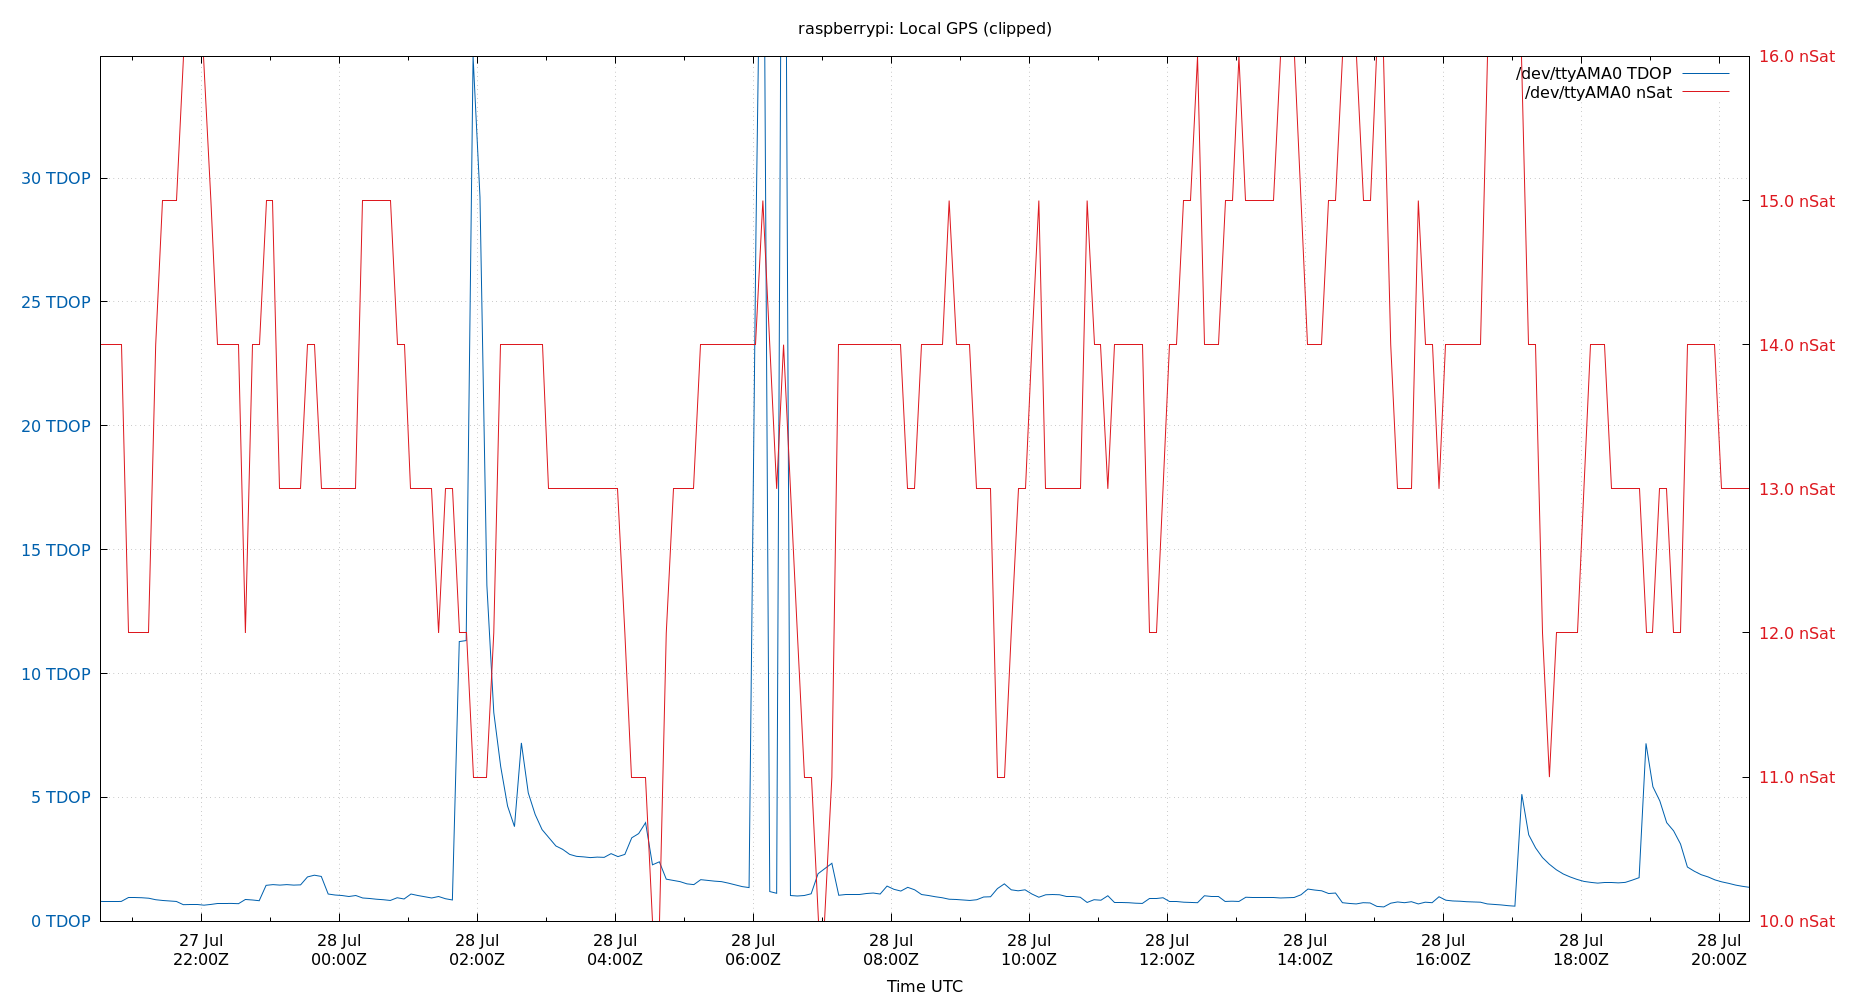 raspberrypi: Local GPS (clipped)
16.0 nSat
/dev/ttyAMA0 TDOP
/dev/ttyAMA0 nSat
30 TDOP
15.0 nSat
25 TDOP
14.0 nSat
20 TDOP
13.0 nSat
15 TDOP
12.0 nSat
10 TDOP
11.0 nSat
5 TDOP
0 TDOP
10.0 nSat
27 Jul 28 Jul 28 Jul 28 Jul 28 Jul 28 Jul 28 Jul 28 Jul 28 Jul 28 Jul 28 Jul 28 Jul
22:00Z 00:00Z 02:00Z 04:00Z 06:00Z 08:00Z 10:00Z 12:00Z 14:00Z 16:00Z 18:00Z 20:00Z
Time UTC